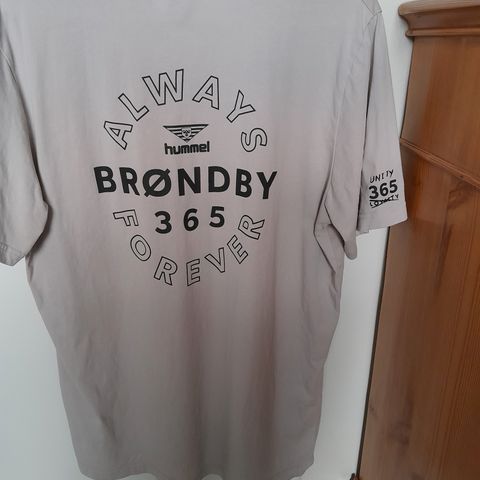 ALWAYS
hummel
BRØNDBY
365
FOREVER
UNITY
365
LOYALTY